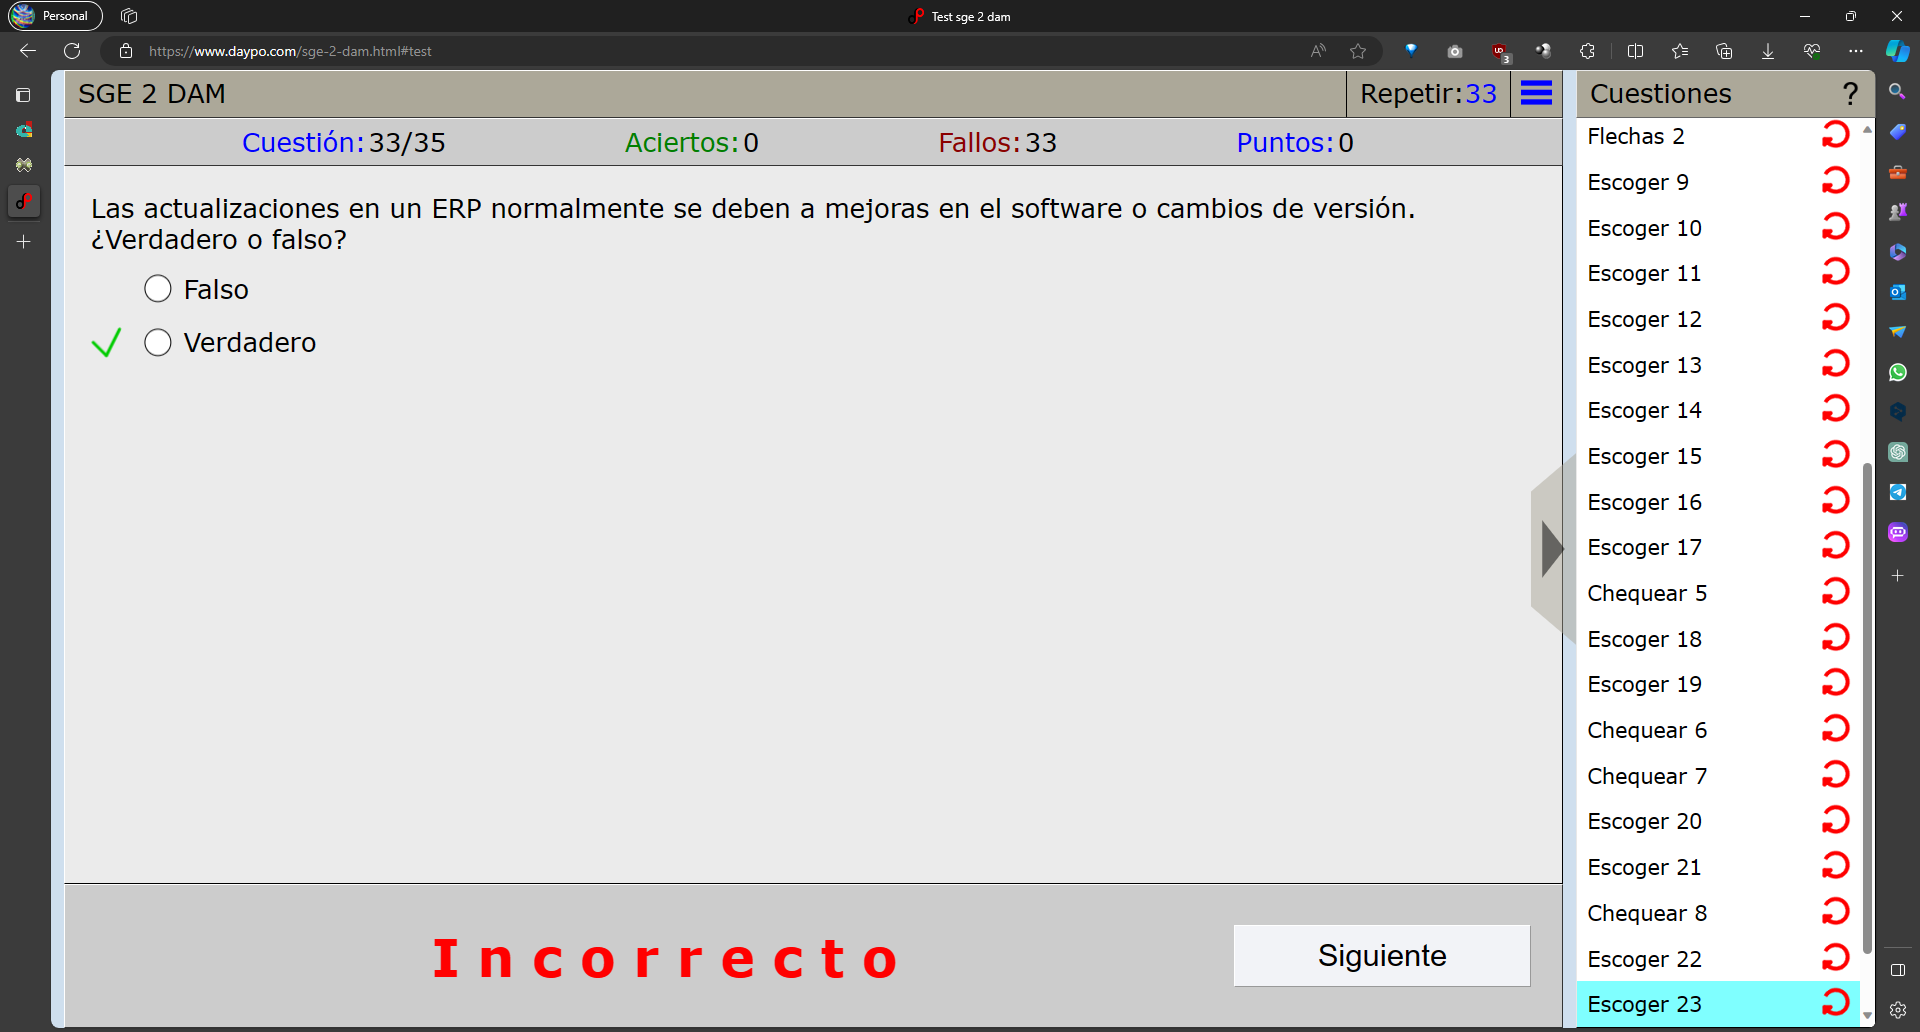 Personal
Test sge 2 dam
https://www.daypo.com/sge-2-dam.html#test
SGE 2 DAM
Repetir:33
Cuestión:33/35
Aciertos:0
Fallos:33
Puntos:0
Las actualizaciones en un ERP normalmente se deben a mejoras en el software o cambios de versión.
¿Verdadero o falso?
Falso
Verdadero
Incorrecto
Siguiente
Cuestiones
?
Flechas 2
Escoger 9
Escoger 10
Escoger 11
Escoger 12
Escoger 13
Escoger 14
Escoger 15
Escoger 16
Escoger 17
Chequear 5
Escoger 18
Escoger 19
Chequear 6
Chequear 7
Escoger 20
Escoger 21
Chequear 8
Escoger 22
Escoger 23
3